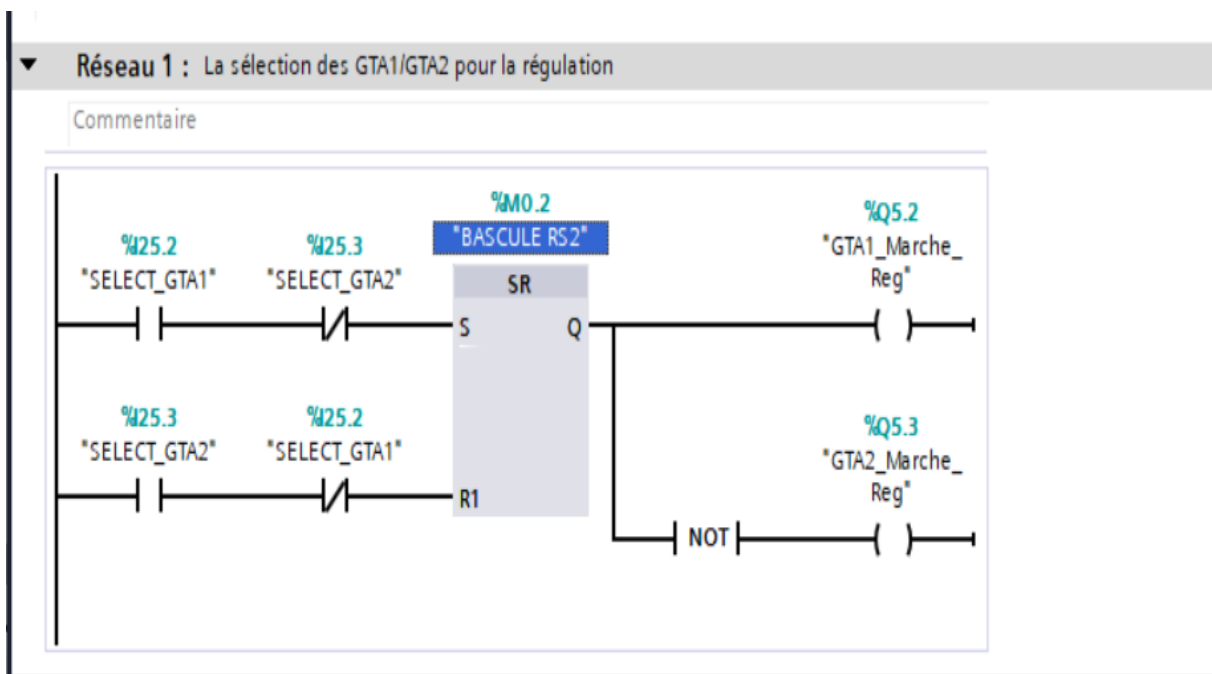 Réseau 1 : La sélection des GTA1/GTA2 pour la régulation
Commentaire
%M0.2
"BASCULE RS2"
%I25.2
"SELECT_GTA1"
%I25.3
"SELECT_GTA2"
SR
S
Q
%Q5.2
"GTA1_Marche_
Reg"
%I25.3
"SELECT_GTA2"
%I25.2
"SELECT_GTA1"
R1
%Q5.3
"GTA2_Marche_
Reg"
NOT